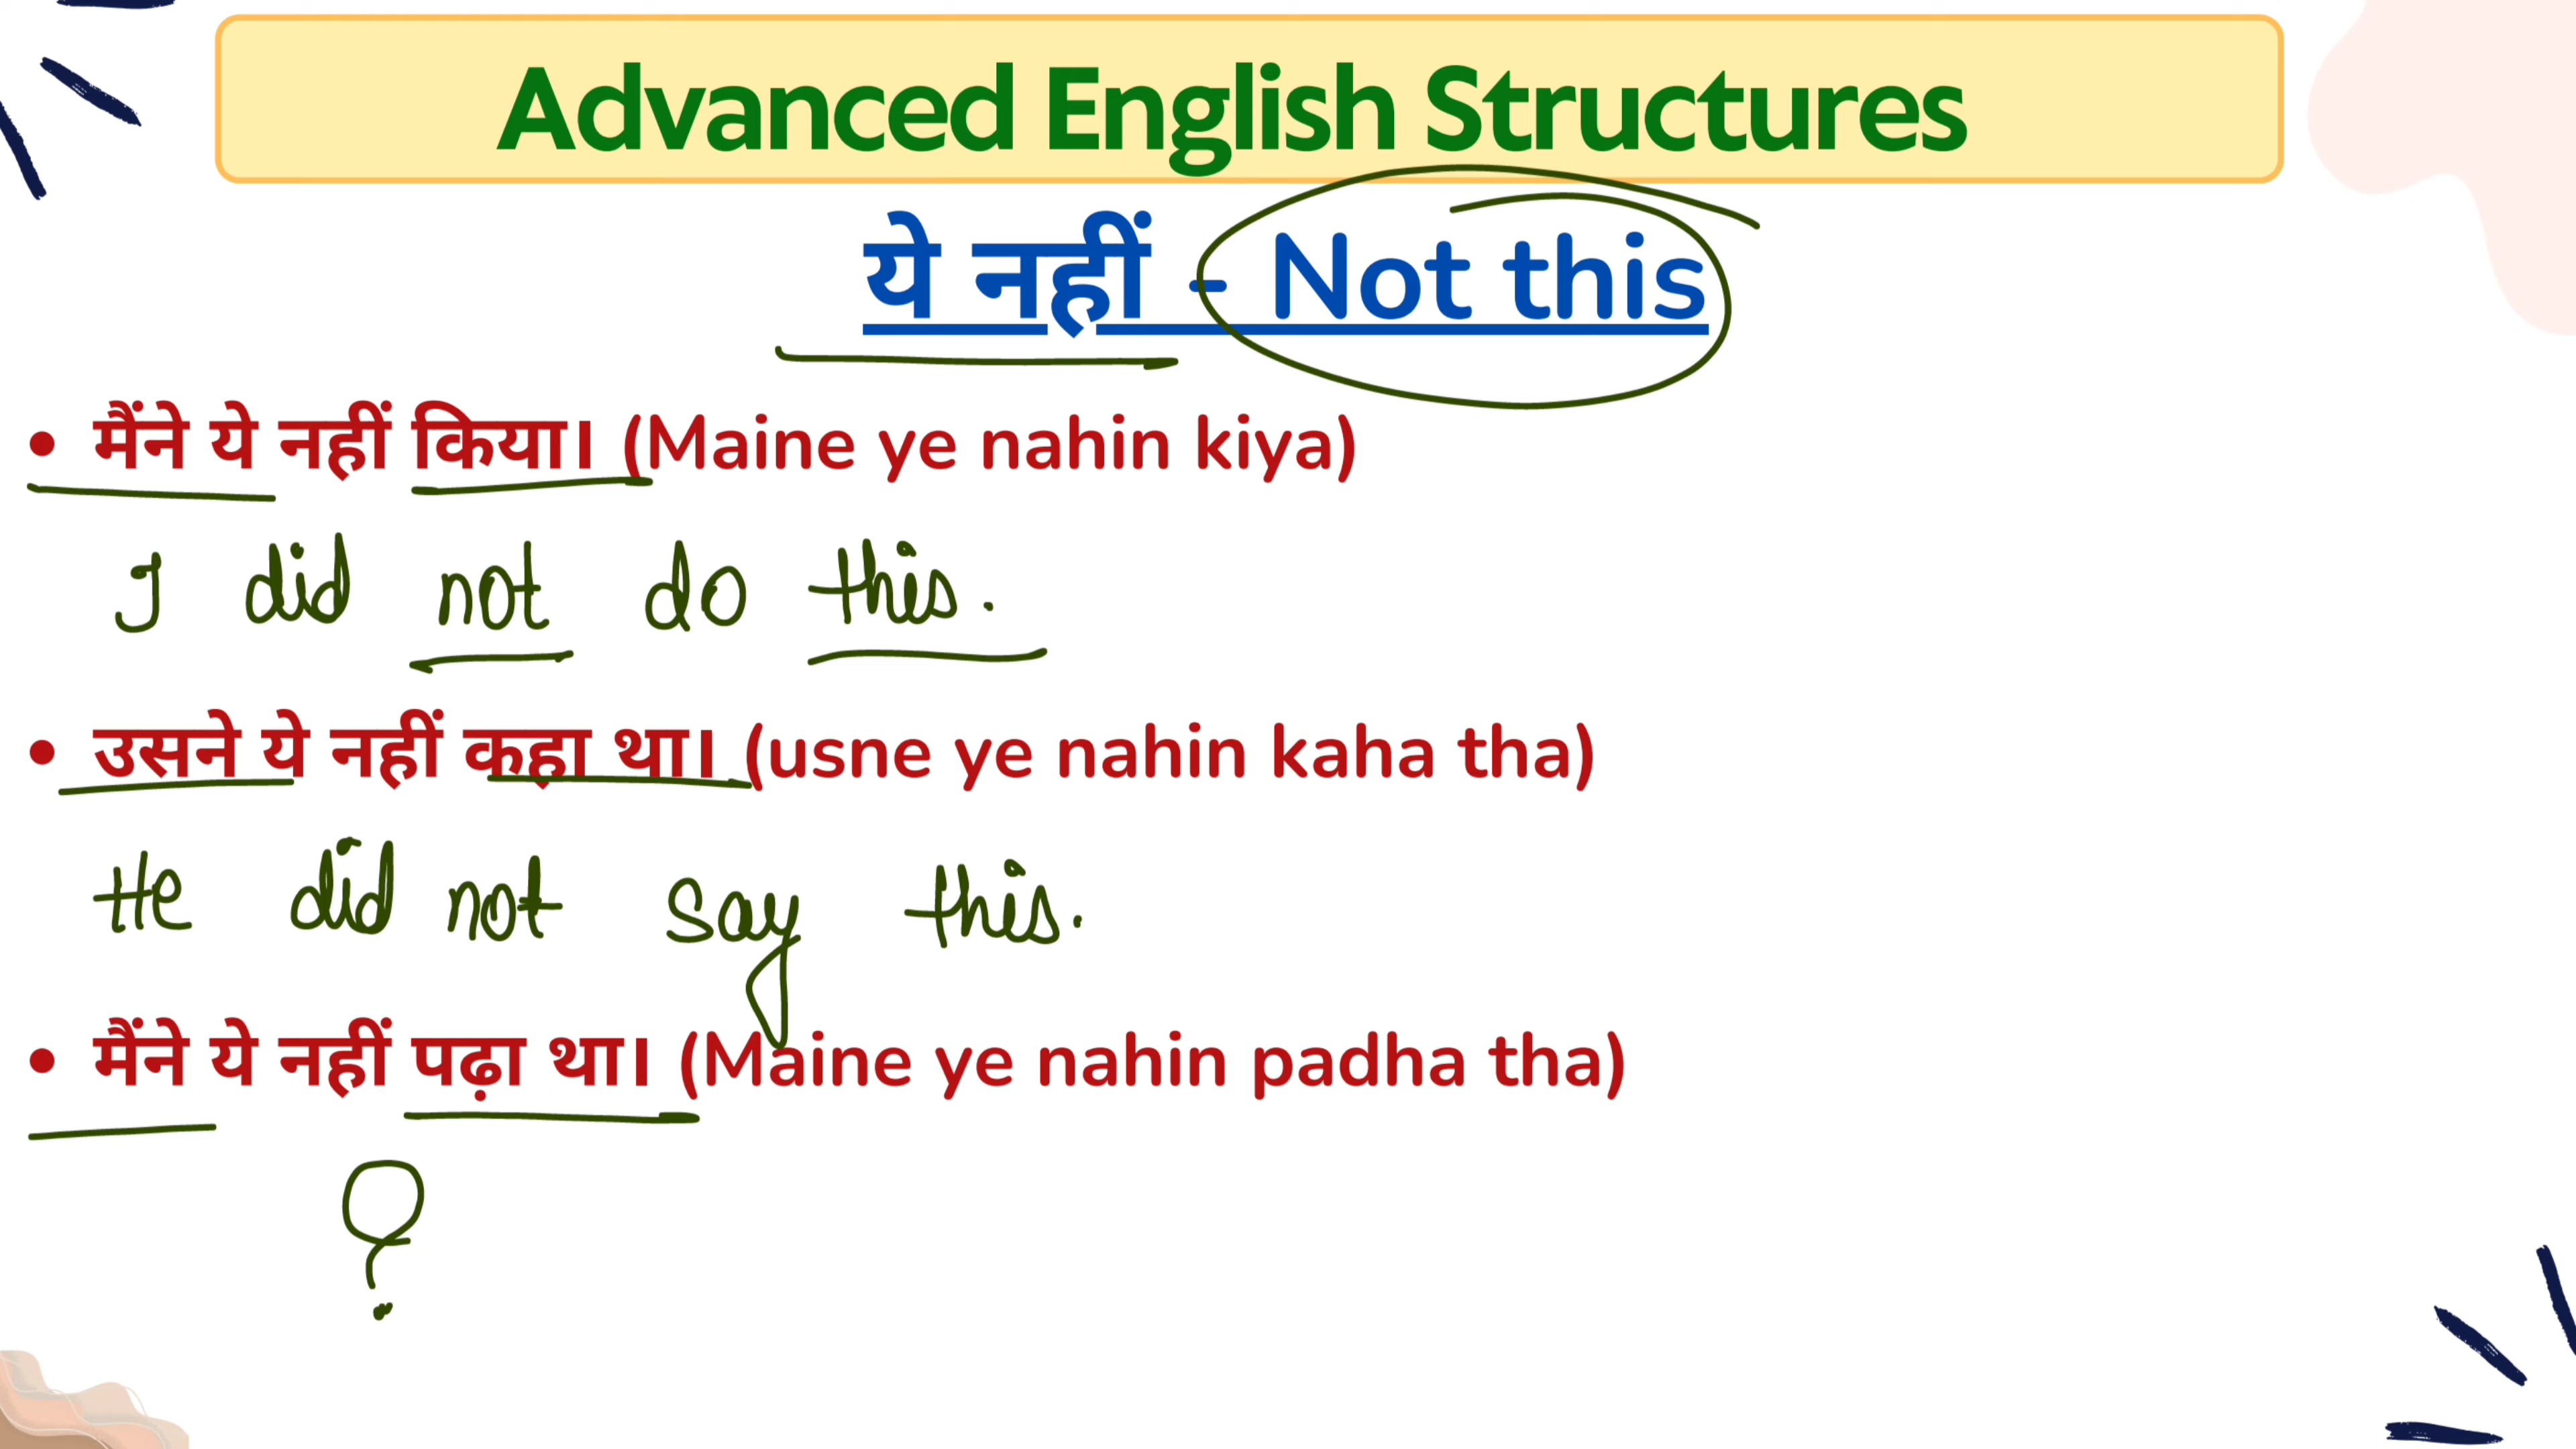 Advanced English Structures
ये नहीं - Not this
• मैंने ये नहीं किया। (Maine ye nahin kiya)
I did not do this.
• उसने ये नहीं कहा था। (usne ye nahin kaha tha)
He did not say this.
• मैंने ये नहीं पढ़ा था। (Maine ye nahin padha tha)
?